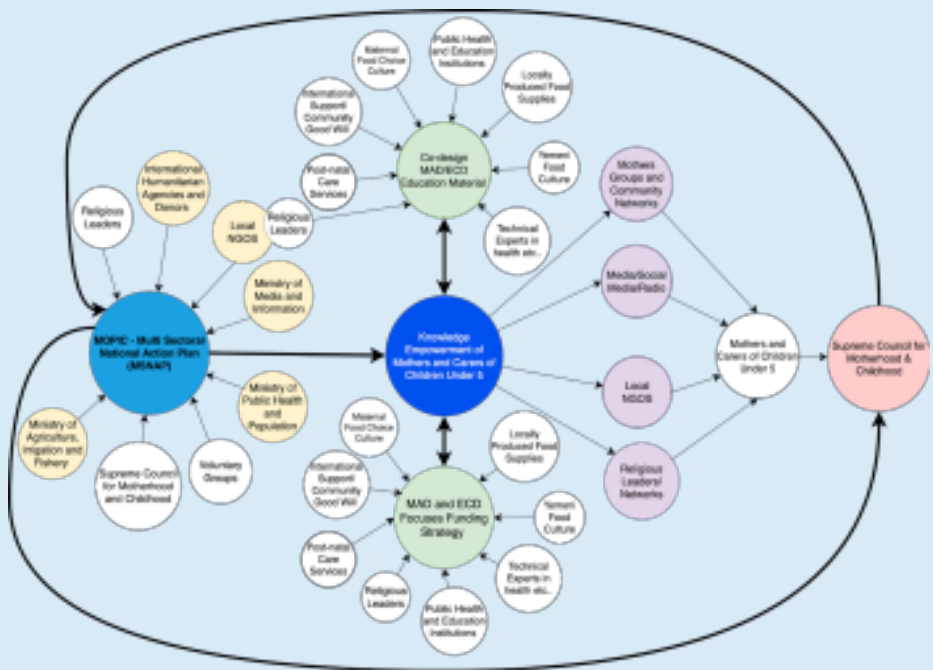 Maternal
Food Choice
Culture
Public Health
and Education
Institutions
Locally
Produced Food
Supplies
International
Support/
Community
Good Will
Post-natal
Care
Services
Religious
Leaders
Co-design
MAD/ECD
Education Material
Yemeni
Food
Culture
Technical
Experts in
health etc..
International
Humanitarian
Agencies and
Donors
Religious
Leaders
Local
NGOS
Ministry of
Media and
Information
MOPIC - Multi Sectoral
National Action Plan
(MSNAP)
Ministry of
Public Health
and
Population
Ministry of
Agriculture,
Irrigation and
Fishery
Supreme Council
for Motherhood
and Childhood
Voluntary
Groups
Knowledge
Empowerment of
Mothers and Carers of
Children Under 5
Mothers
Groups and
Community
Networks
Media/Social
Media/Radio
Local
NGOS
Religious
Leaders/
Networks
Mothers and
Carers of Children
Under 5
Supreme Council for
Motherhood &
Childhood
Maternal
Food Choice
Culture
Locally
Produced Food
Supplies
International
Support/
Community
Good Will
MAD and ECD
Focuses Funding
Strategy
Yemeni
Food
Culture
Post-natal
Care
Services
Religious
Leaders
Public Health
and Education
Institutions
Technical
Experts in
health etc..